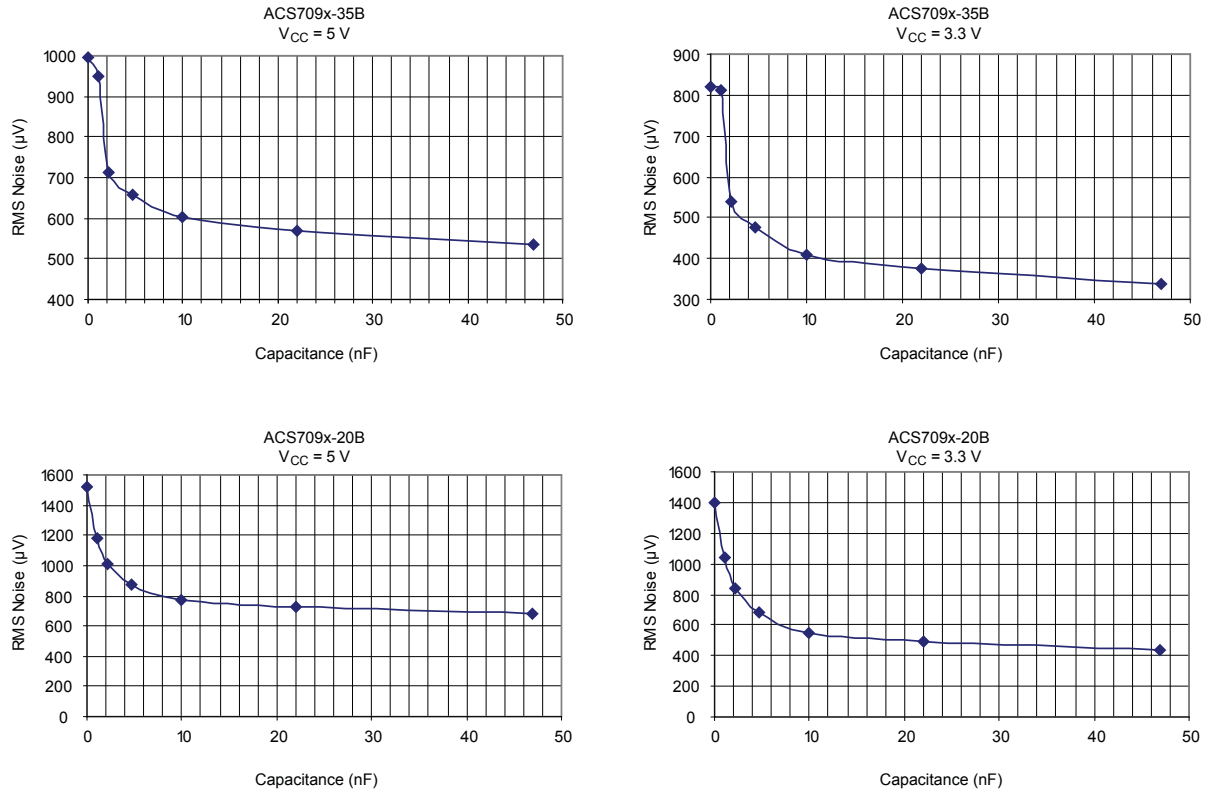 ACS709x-35B
VCC = 5 V
1000
900
800
700
600
500
400
RMS Noise (µV)
0 10 20 30 40 50
Capacitance (nF)
ACS709x-35B
VCC = 3.3 V
900
800
700
600
500
400
300
RMS Noise (µV)
0 10 20 30 40 50
Capacitance (nF)
ACS709x-20B
VCC = 5 V
1600
1400
1200
1000
800
600
400
200
0
RMS Noise (µV)
0 10 20 30 40 50
Capacitance (nF)
ACS709x-20B
VCC = 3.3 V
1600
1400
1200
1000
800
600
400
200
0
RMS Noise (µV)
0 10 20 30 40 50
Capacitance (nF)